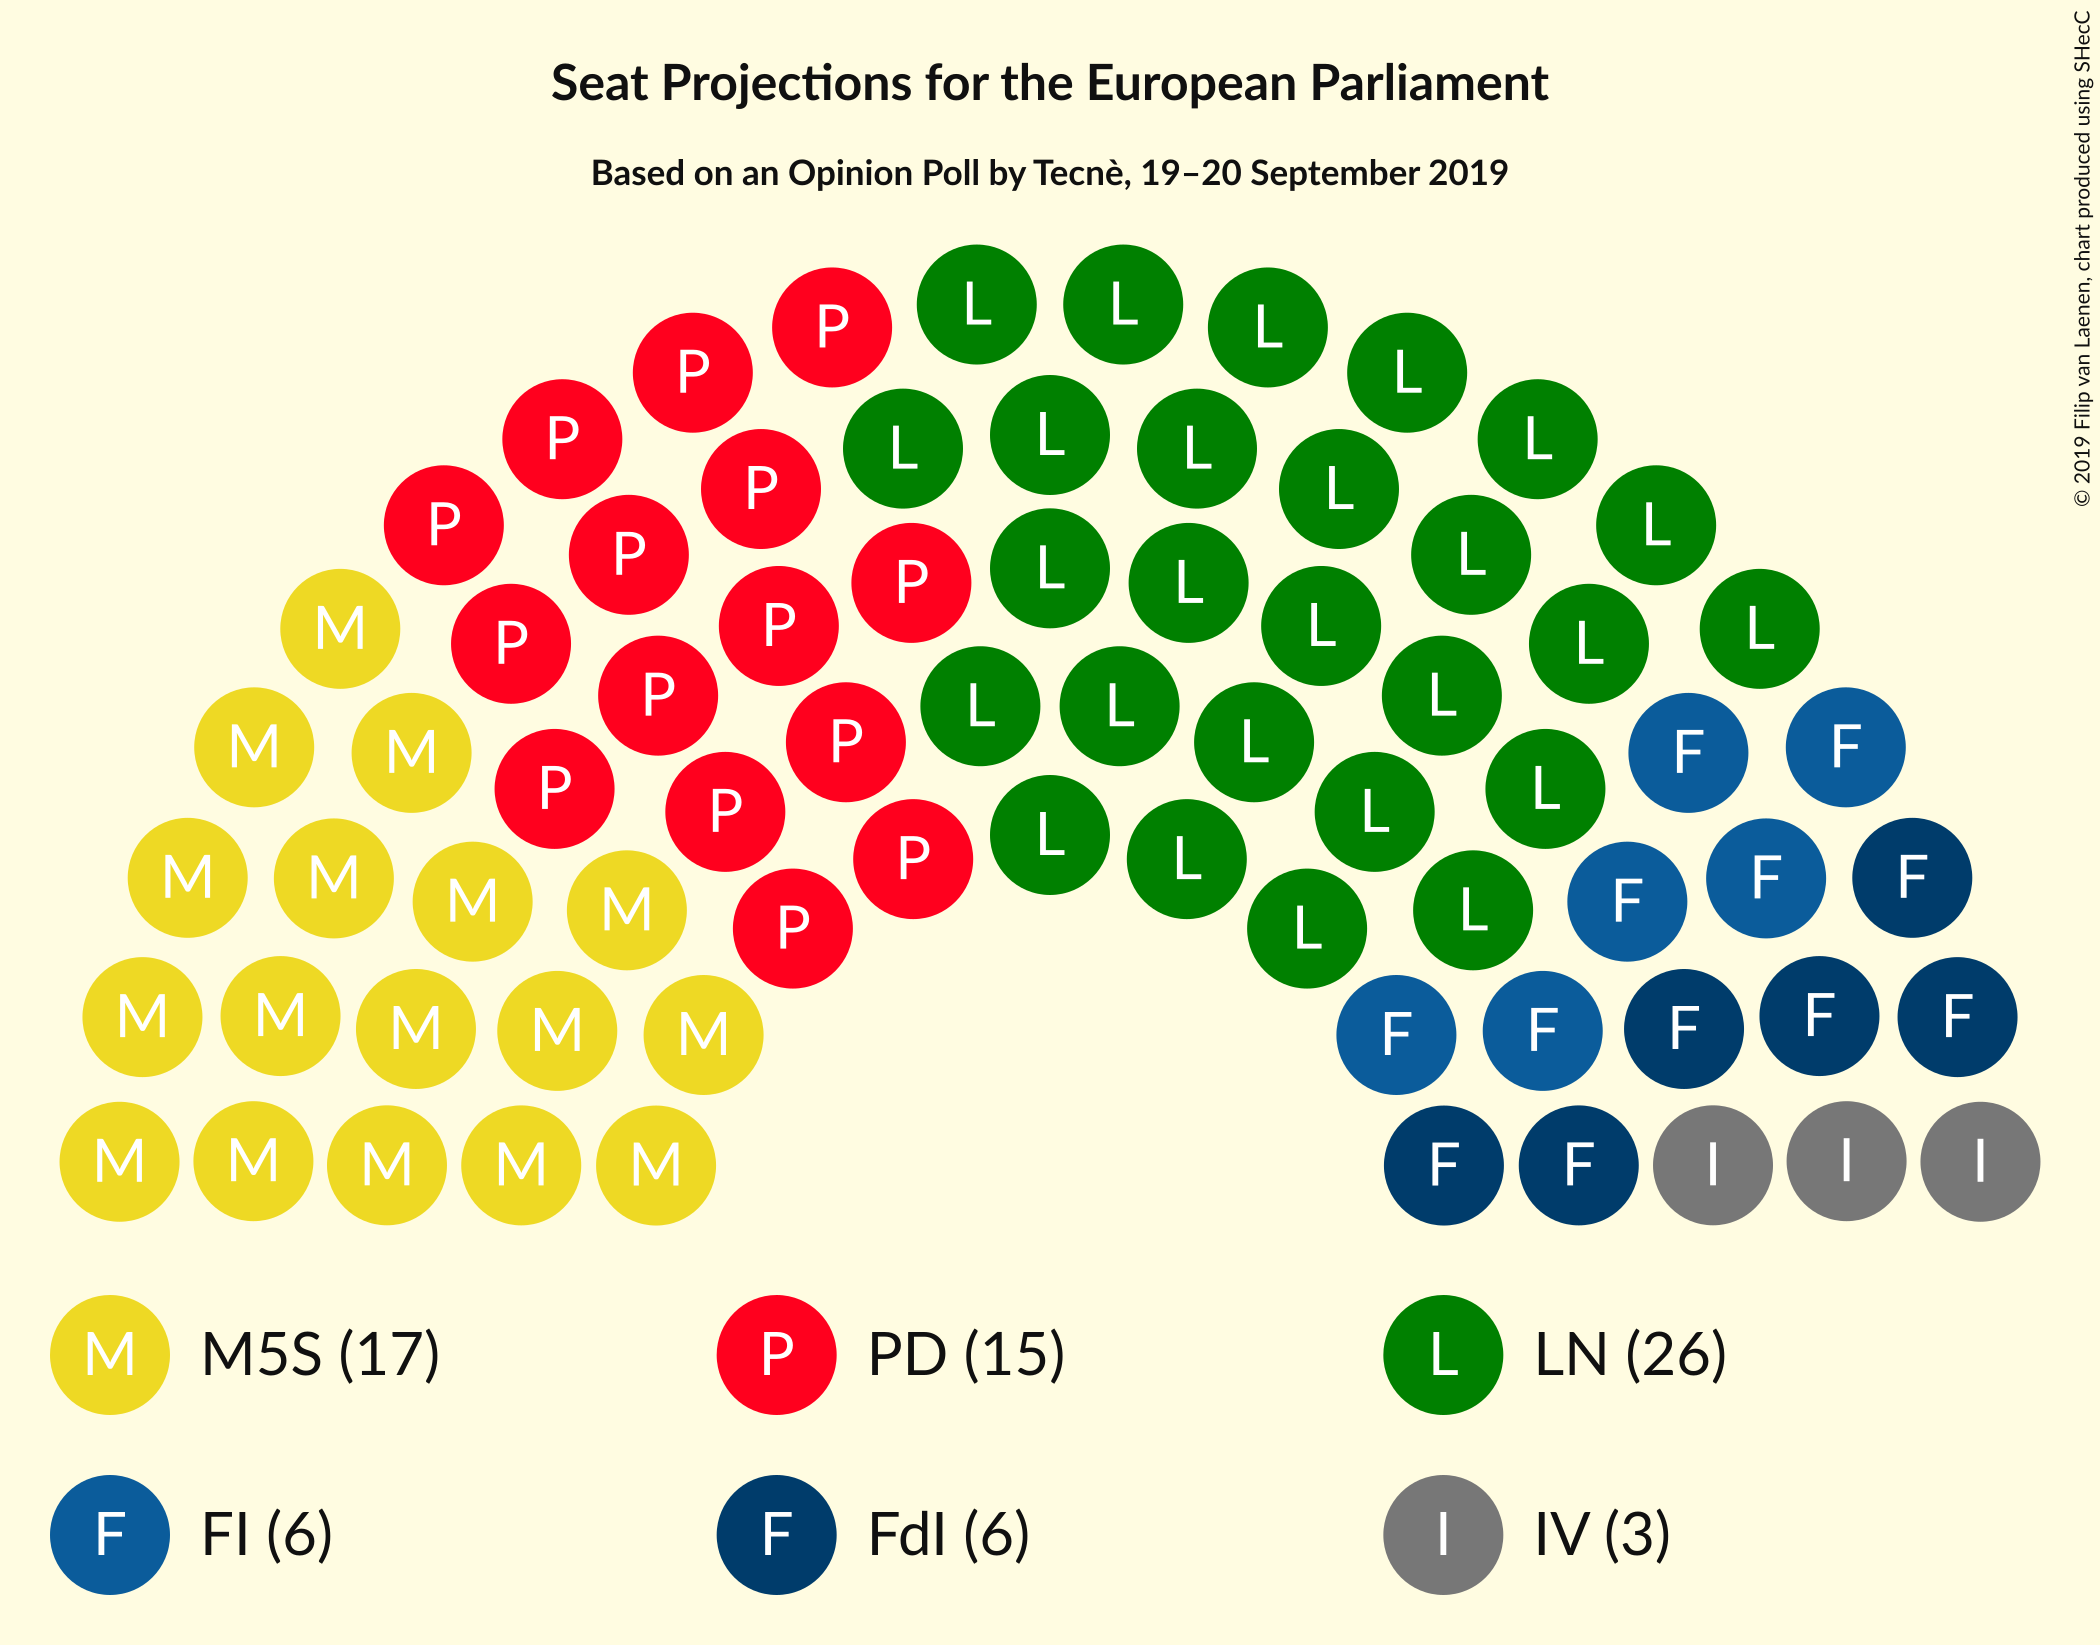 Seat Projections for the European Parliament
Based on an Opinion Poll by Tecnè, 19–20 September 2019
© 2019 Filip van Laenen, chart produced using SHecC
L L
P L
P L
P L
L
P L L
P L
P L
P L
P L
L
P L
M L
P L
P L
P L
L L
P L
M F
M F
P L
P L
L
P L
M F
M F
M F
M L
P L
M F
M F
M F
M F
M F
M F
M F
M F
M F
M F I I I
M M5S (17)
P PD (15)
L LN (26)
F FI (6)
F FdI (6)
I IV (3)